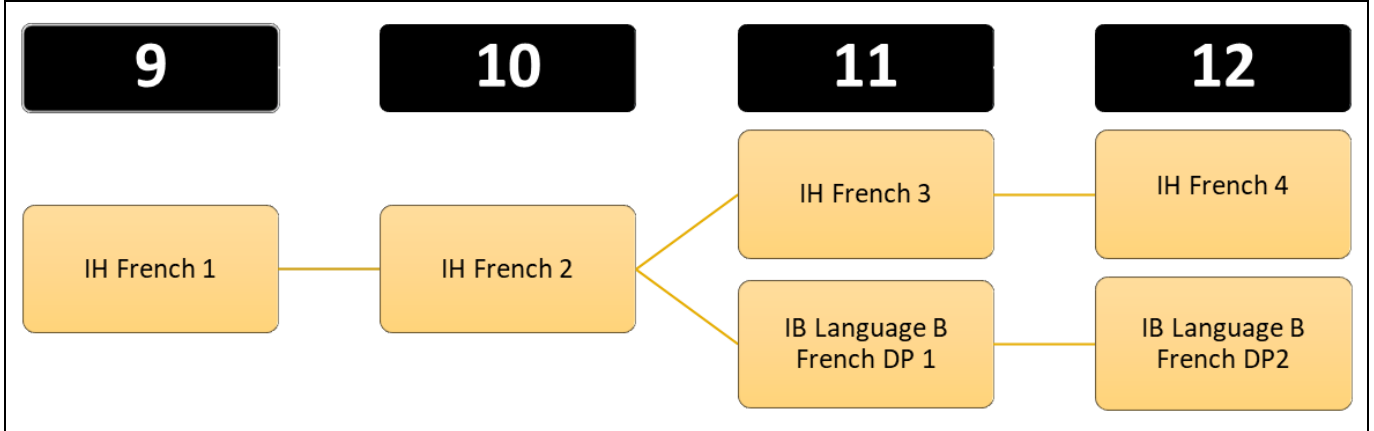 9
10
11
12
IH French 1
IH French 2
IH French 3
IH French 4
IB Language B
French DP 1
IB Language B
French DP2